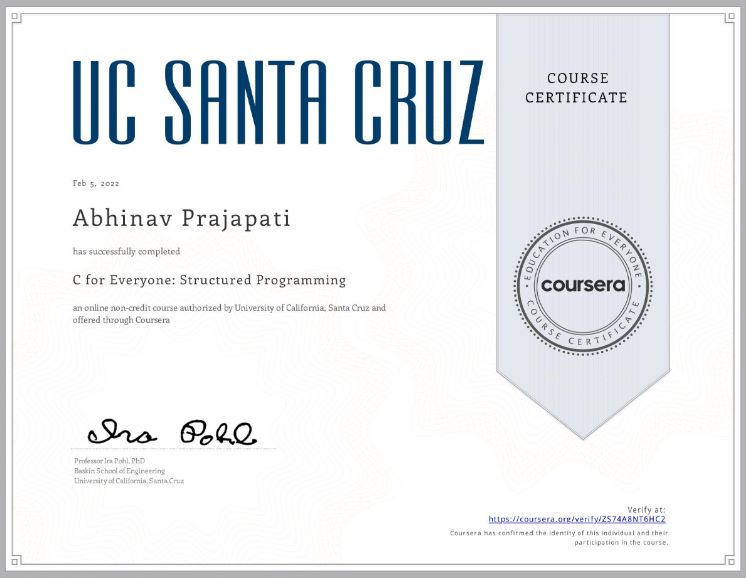 UC SANTA CRUZ
COURSE
CERTIFICATE
Feb 5, 2022
Abhinav Prajapati
has successfully completed
C for Everyone: Structured Programming
an online non-credit course authorized by University of California, Santa Cruz and
offered through Coursera
EDUCATION FOR EVERYONE
coursera
COURSE CERTIFICATE
Ira Pohl
Professor Ira Pohl, PhD
Baskin School of Engineering
University of California, Santa Cruz
Verify at:
https://coursera.org/verify/ZS74A8NT6HC2
Coursera has confirmed the identity of this individual and their
participation in the course.